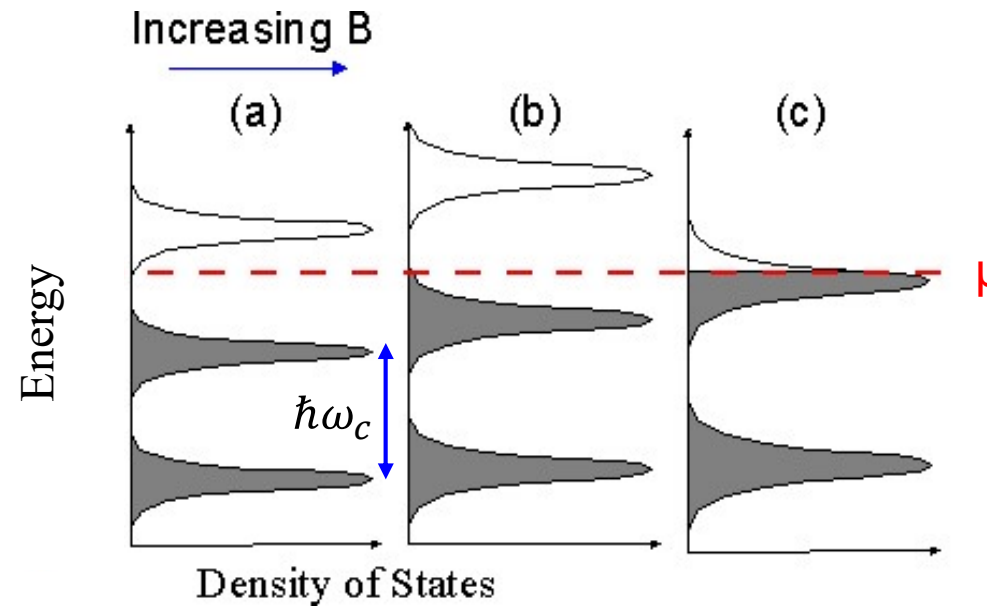 Increasing B
(a)
(b)
(c)
Energy
ℏω_c
Density of States